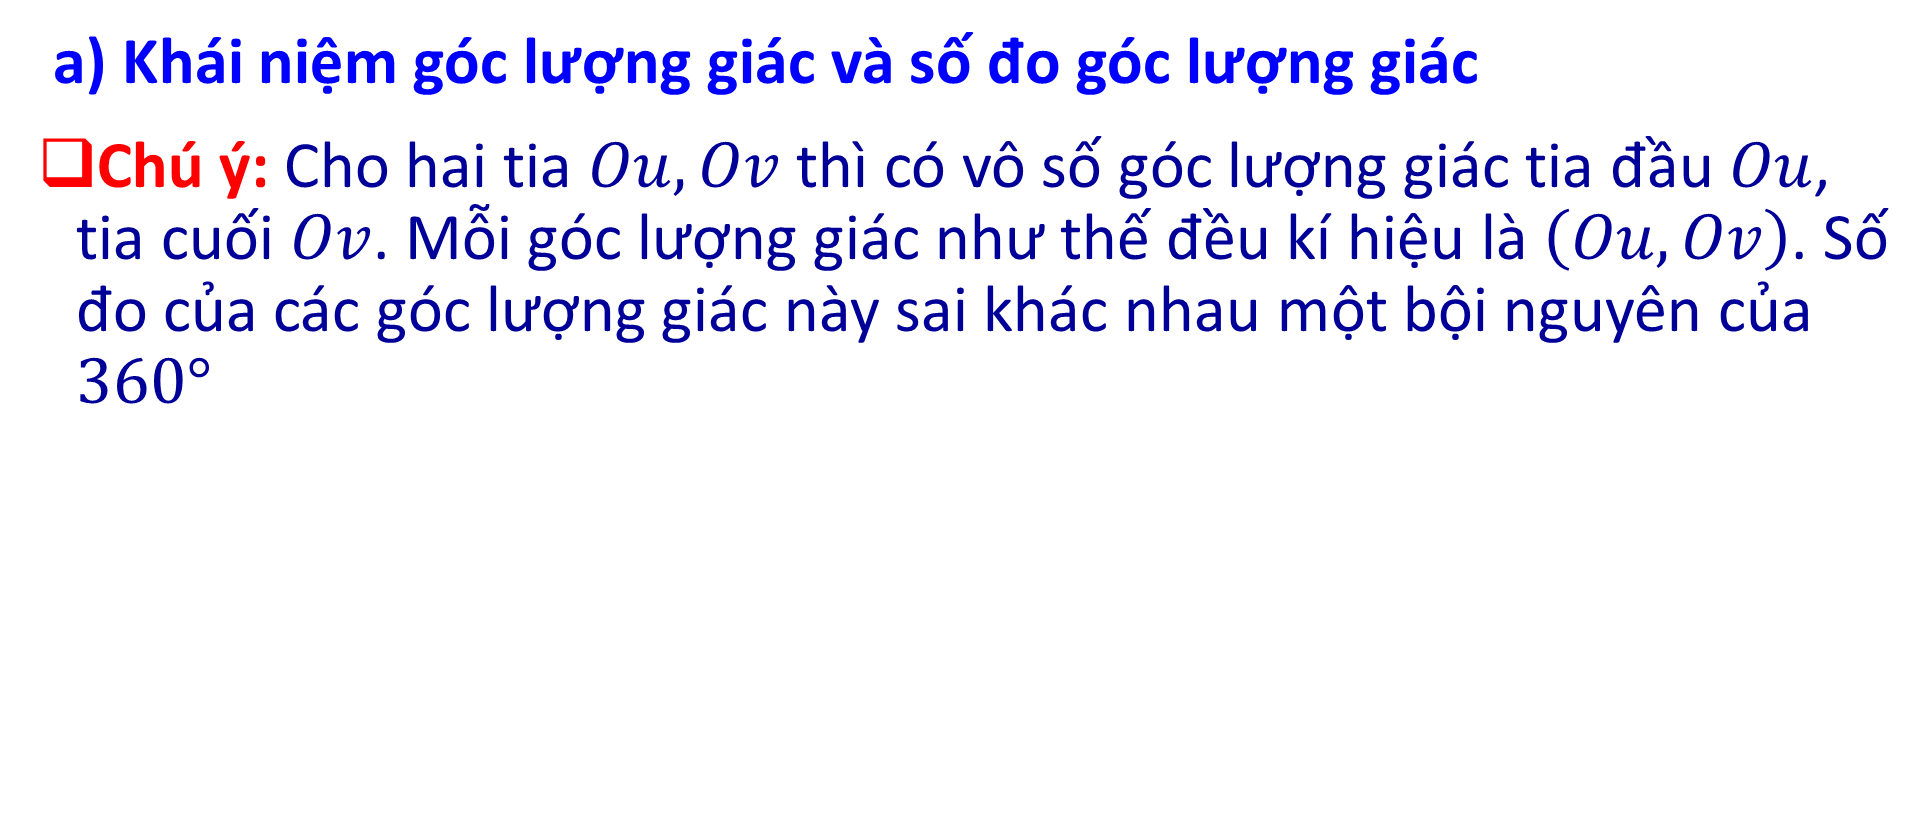 a) Khái niệm góc lượng giác và số đo góc lượng giác
❑Chú ý: Cho hai tia 𝑂𝑢, 𝑂𝑣 thì có vô số góc lượng giác tia đầu 𝑂𝑢,
tia cuối 𝑂𝑣. Mỗi góc lượng giác như thế đều kí hiệu là (𝑂𝑢, 𝑂𝑣). Số
đo của các góc lượng giác này sai khác nhau một bội nguyên của
360°